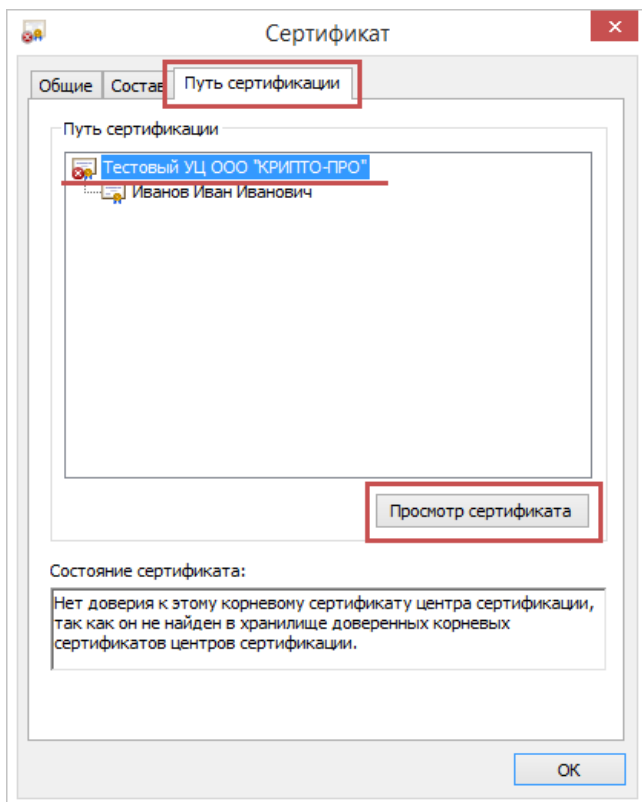 Сертификат
Общие Состав Путь сертификации
Путь сертификации
Тестовый УЦ ООО "КРИПТО-ПРО"
Иванов Иван Иванович
Просмотр сертификата
Состояние сертификата:
Нет доверия к этому корневому сертификату центра сертификации,
так как он не найден в хранилище доверенных корневых
сертификатов центров сертификации.
ОК